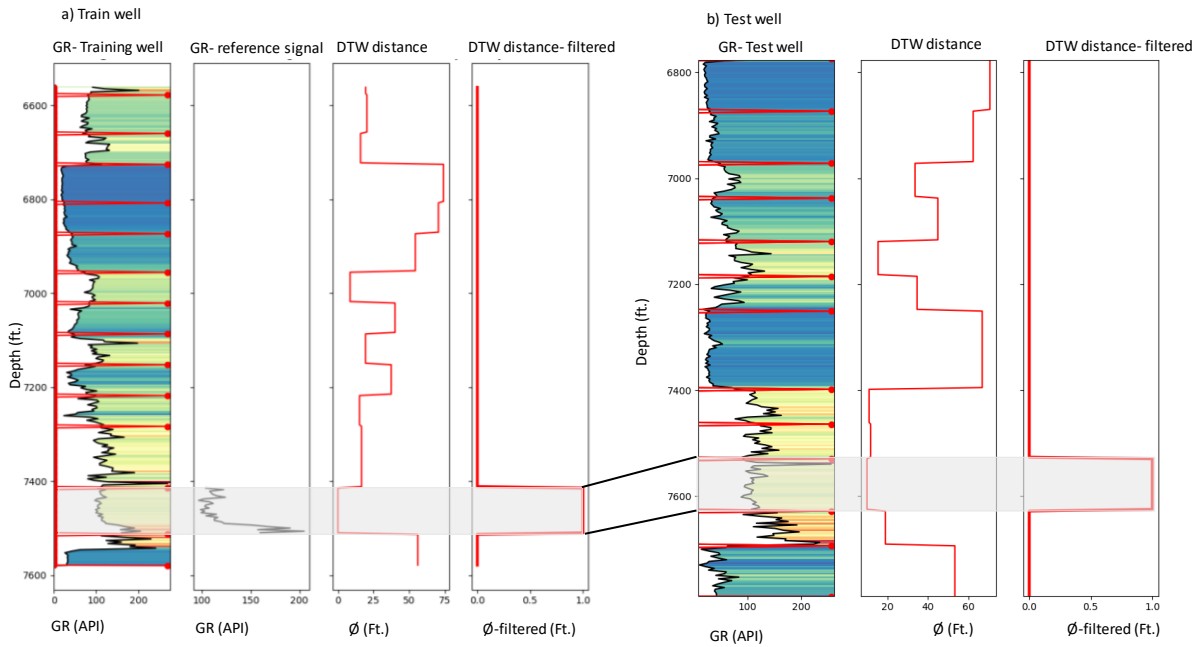 a) Train well
GR- Training well
GR- reference signal
DTW distance
DTW distance- filtered
Depth (ft.)
6600
6800
7000
7200
7400
7600
0 100 200
100 200
0 25 50 75
0.0 0.5 1.0
GR (API)
GR (API)
Ø (Ft.)
Ø-filtered (Ft.)
b) Test well
GR- Test well
DTW distance
DTW distance- filtered
Depth (ft.)
6800
7000
7200
7400
7600
100 200
20 40 60
0.0 0.5 1.0
GR (API)
Ø (Ft.)
Ø-filtered (Ft.)